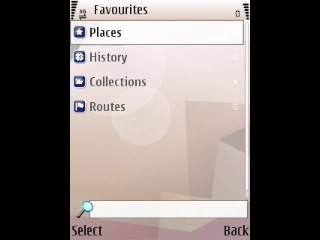 Favourites
Places
History
Collections
Routes
Select Back